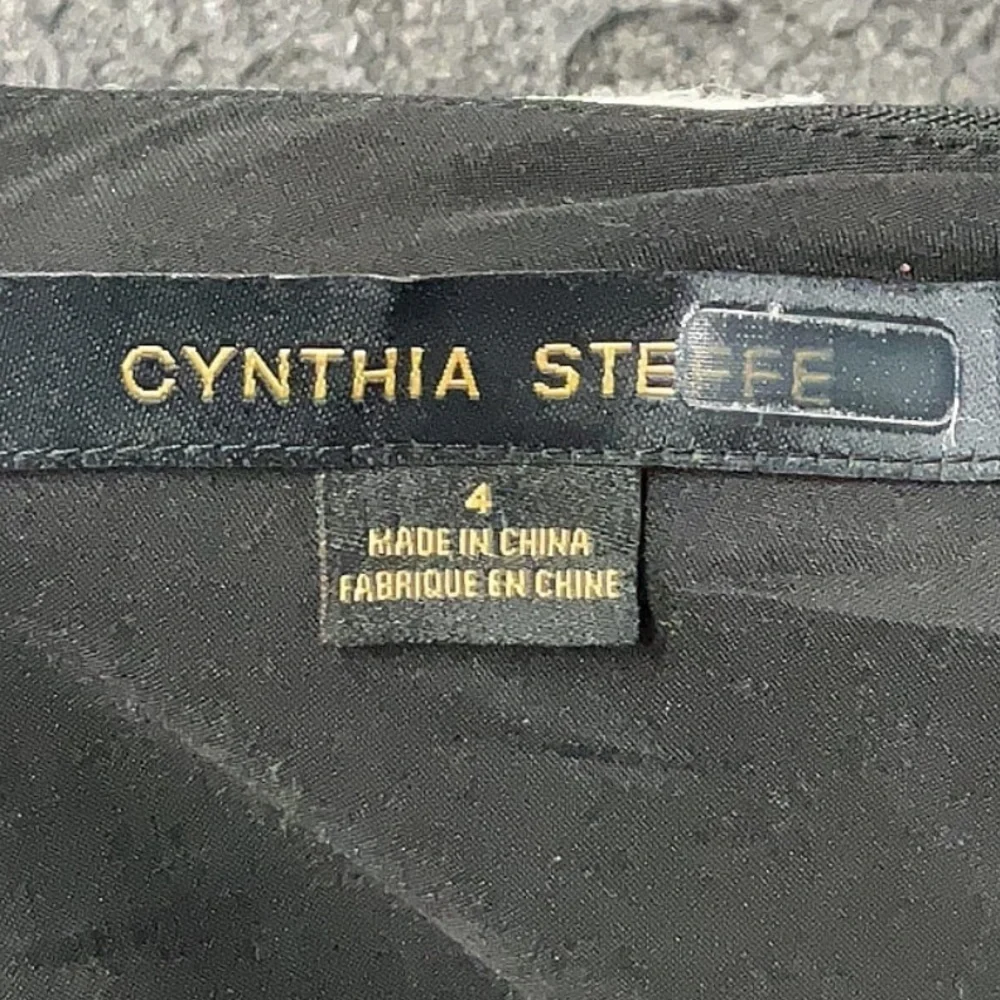 CYNTHIA STEFFE
4
MADE IN CHINA
FABRIQUE EN CHINE